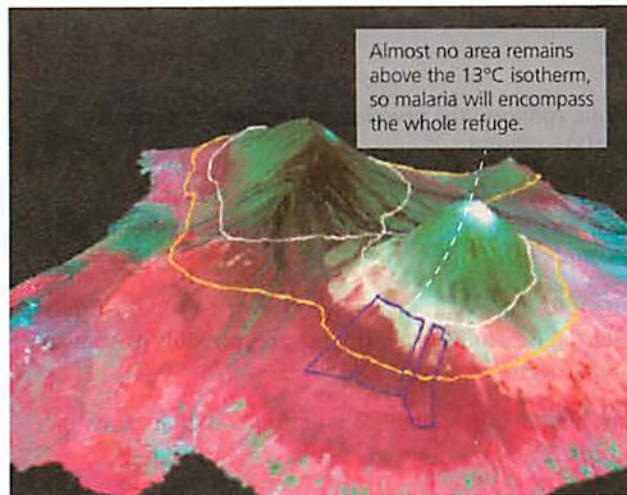 Almost no area remains
above the 13°C isotherm,
so malaria will encompass
the whole refuge.